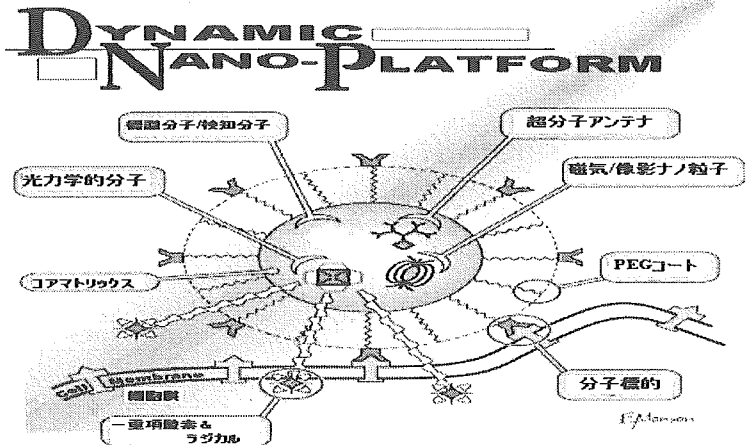 DYNAMIC
NANO-PLATFORM
標識分子/検知分子
超分子アンテナ
光力学的分子
磁気/像影ナノ粒子
コアマトリックス
PEGコート
Cell Membrane
細胞膜
分子標的
一重項酸素&
ラジカル